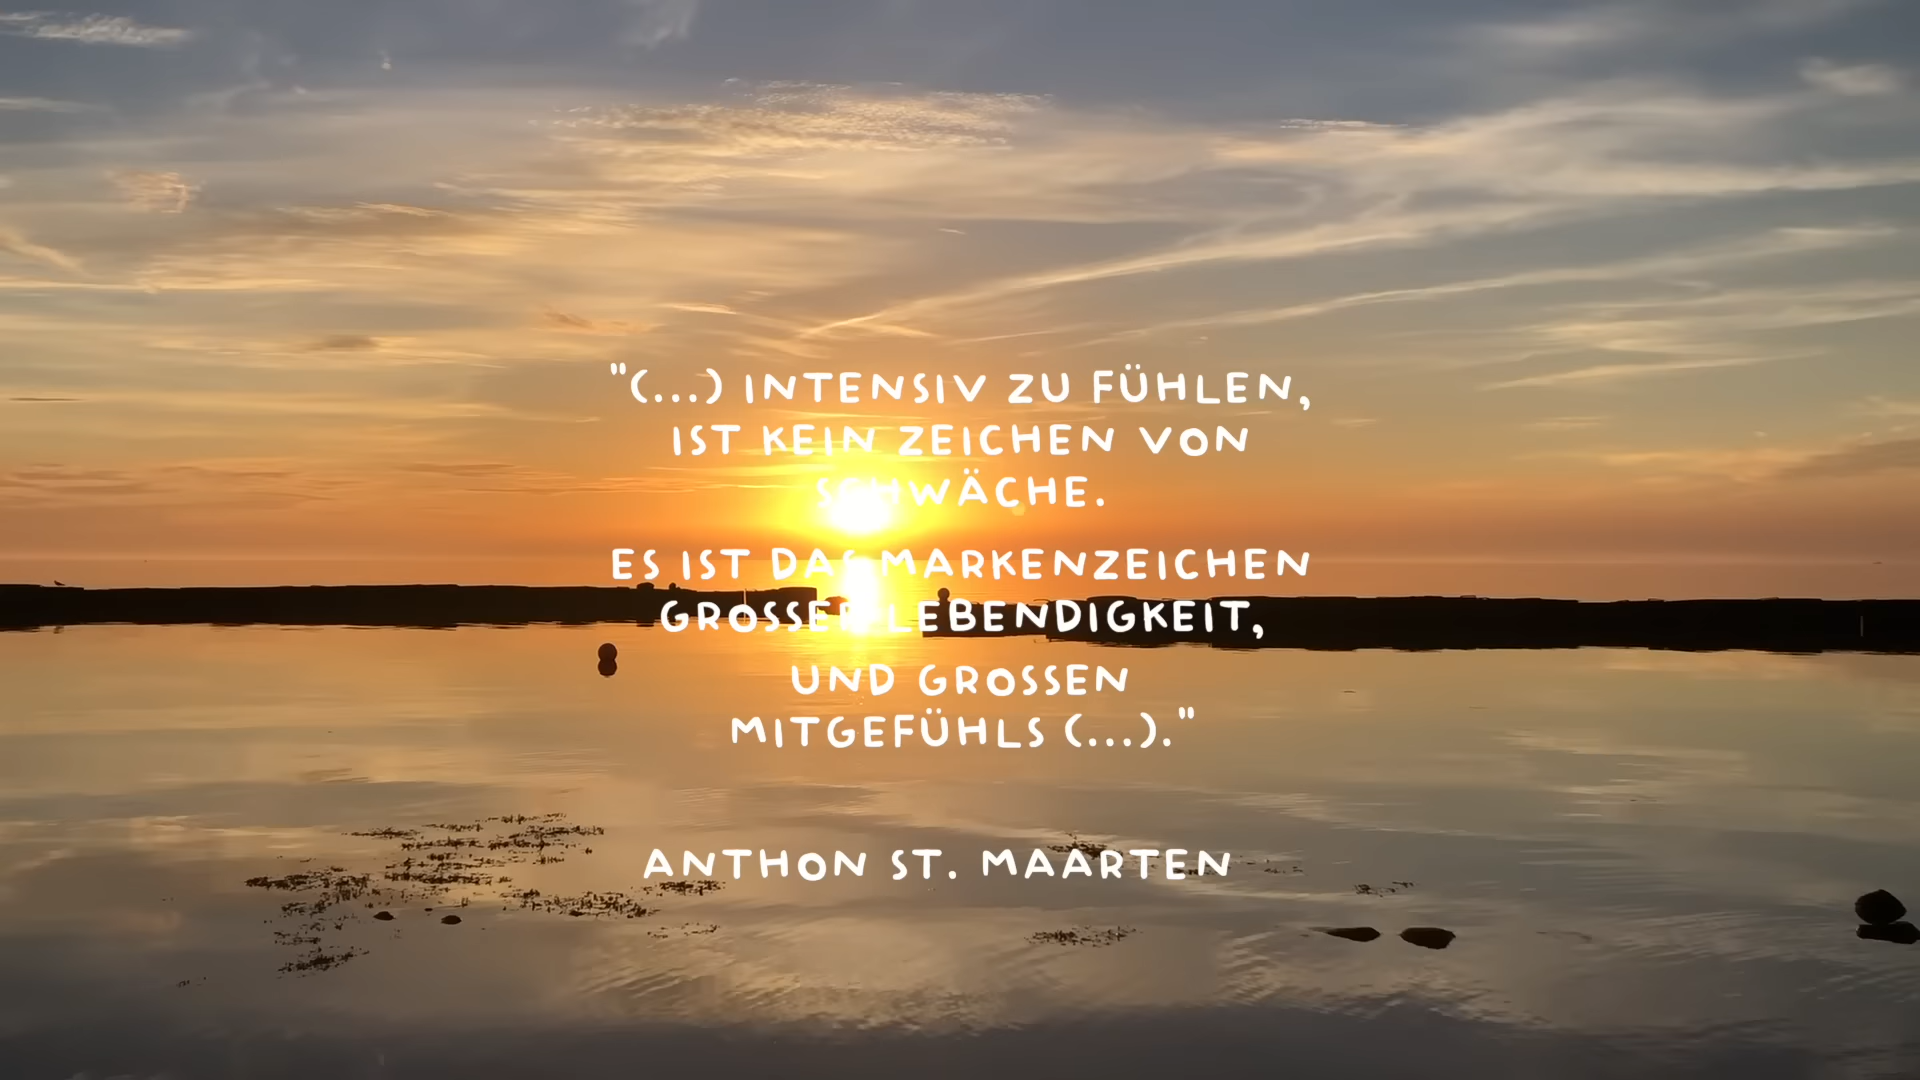 "(...) INTENSIV ZU FÜHLEN,
IST KEIN ZEICHEN VON
SCHWÄCHE.
ES IST DAS MARKENZEICHEN
GROSSER LEBENDIGKEIT,
UND GROSSEN
MITGEFÜHLS (...)."
ANTHON ST. MAARTEN